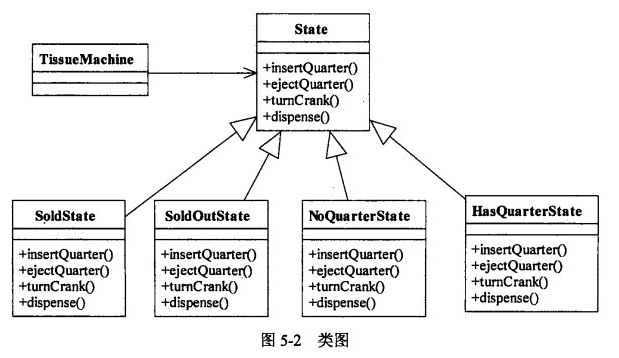 State
+insertQuarter()
+ejectQuarter()
+turnCrank()
+dispense()
TissueMachine
SoldState
+insertQuarter()
+ejectQuarter()
+turnCrank()
+dispense()
SoldOutState
+insertQuarter()
+ejectQuarter()
+turnCrank()
+dispense()
NoQuarterState
+insertQuarter()
+ejectQuarter()
+turnCrank()
+dispense()
HasQuarterState
+insertQuarter()
+ejectQuarter()
+turnCrank()
+dispense()
图 5-2 类图